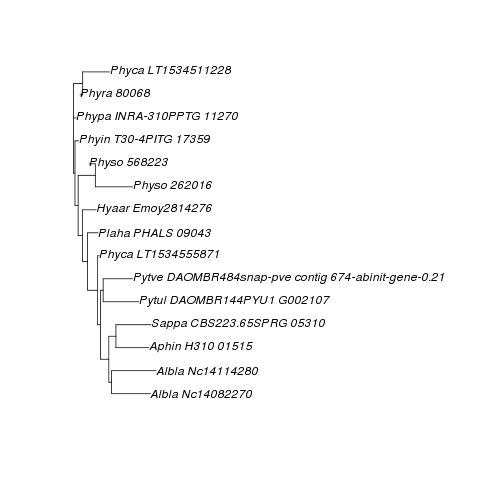 Phyca LT1534511228
Phyra 80068
Phypa INRA-310PPTG 11270
Phyin T30-4PITG 17359
Physo 568223
Physo 262016
Hyaar Emoy2814276
Plaha PHALS 09043
Phyca LT1534555871
Pytve DAOMBR484snap-pve contig 674-abinit-gene-0.21
Pytul DAOMBR144PYU1 G002107
Sappa CBS223.65SPRG 05310
Aphin H310 01515
Albla Nc14114280
Albla Nc14082270